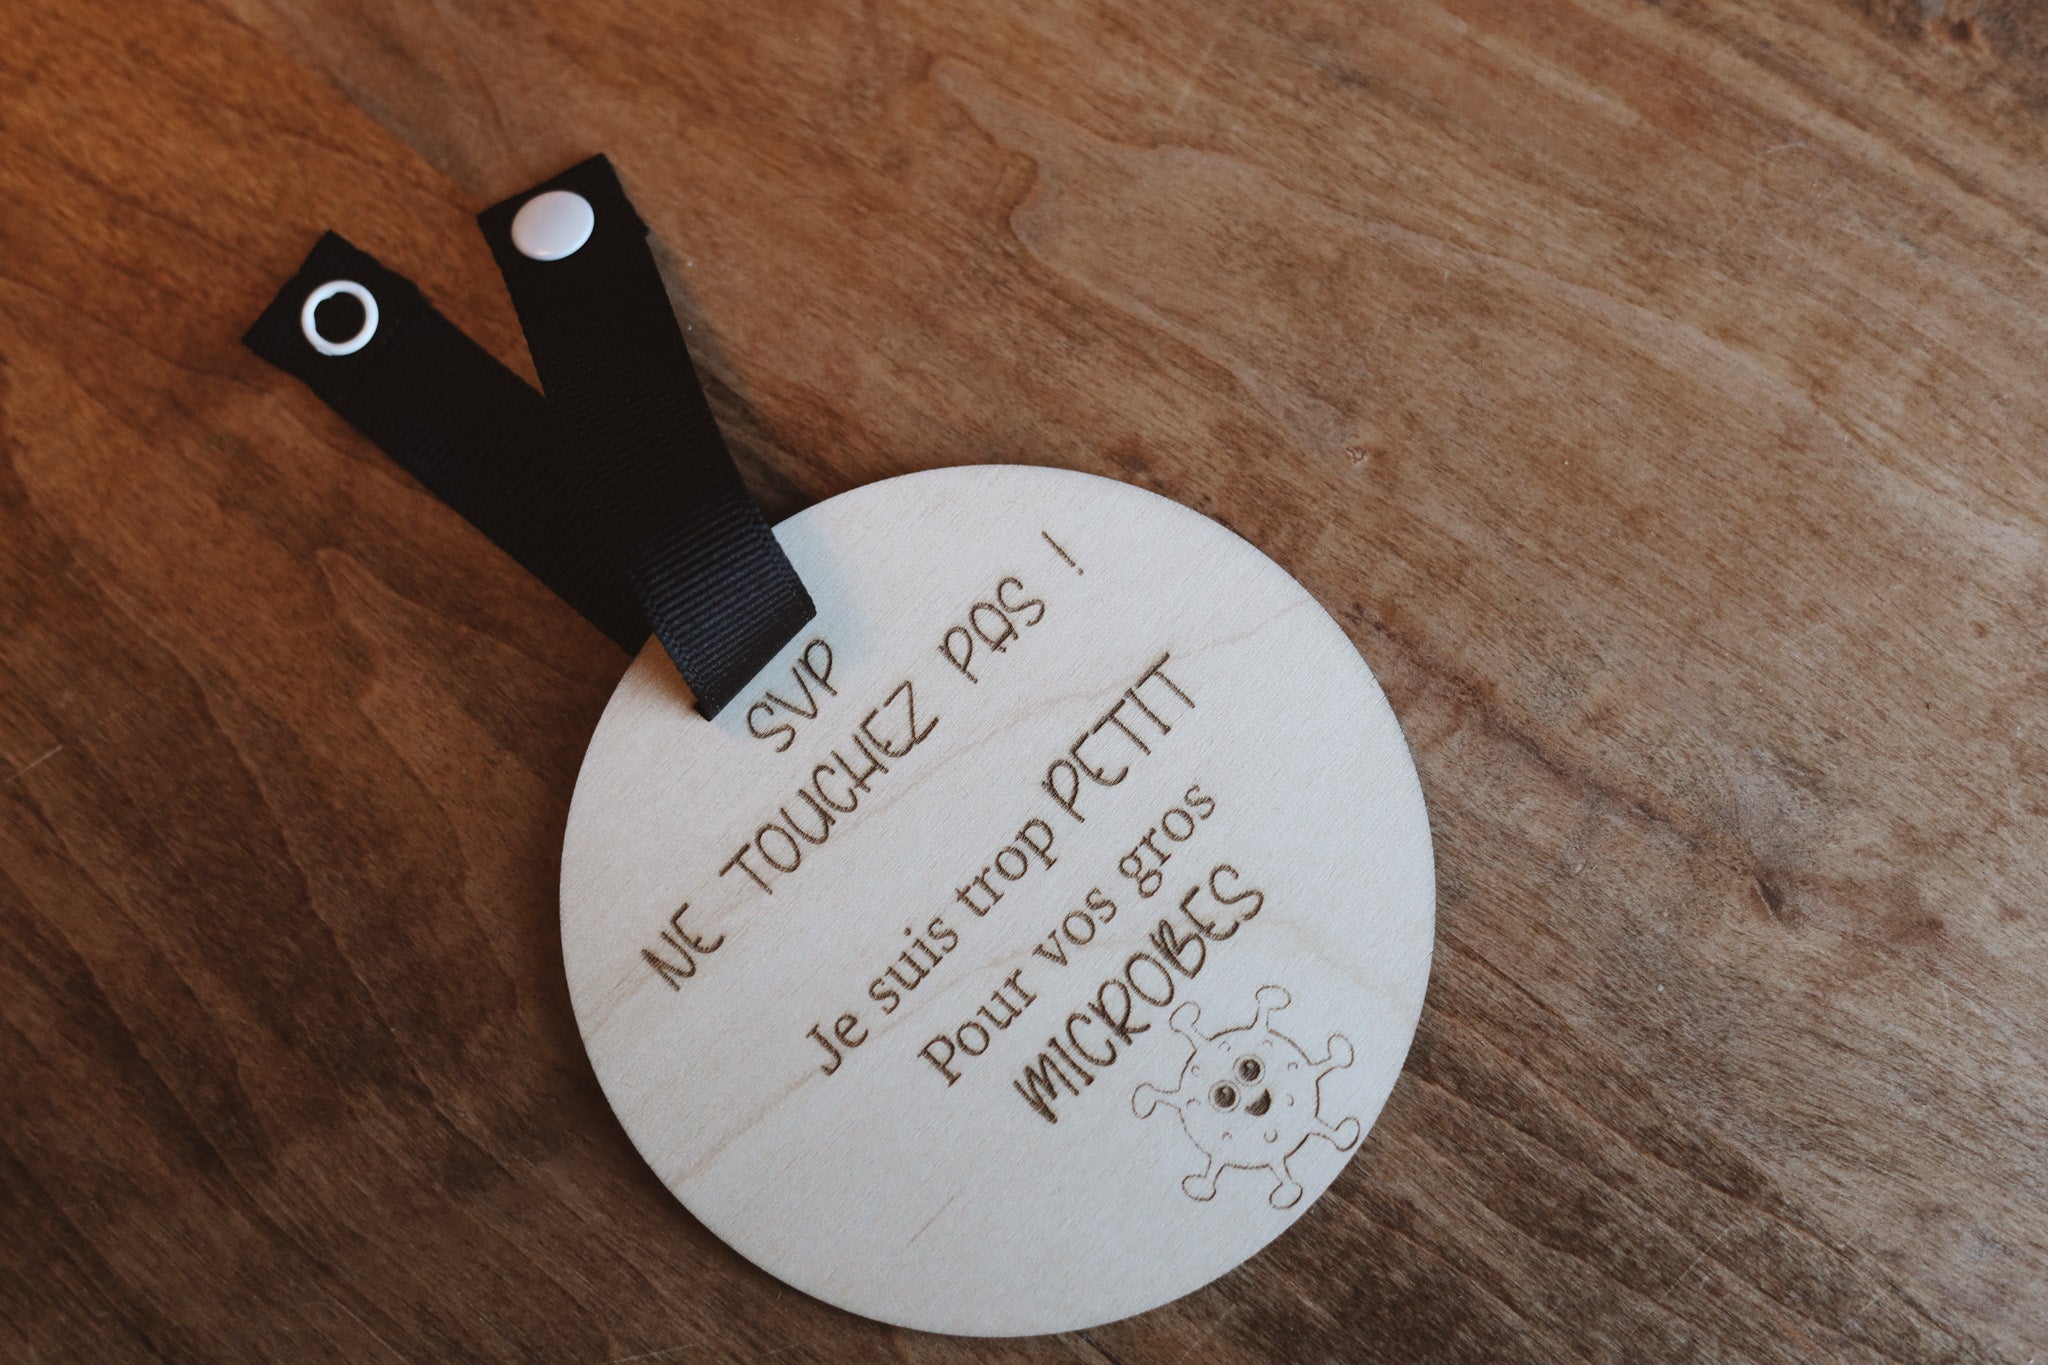 SVP
NE TOUCHEZ PAS !
Je suis trop PETIT
Pour vos gros
MICROBES